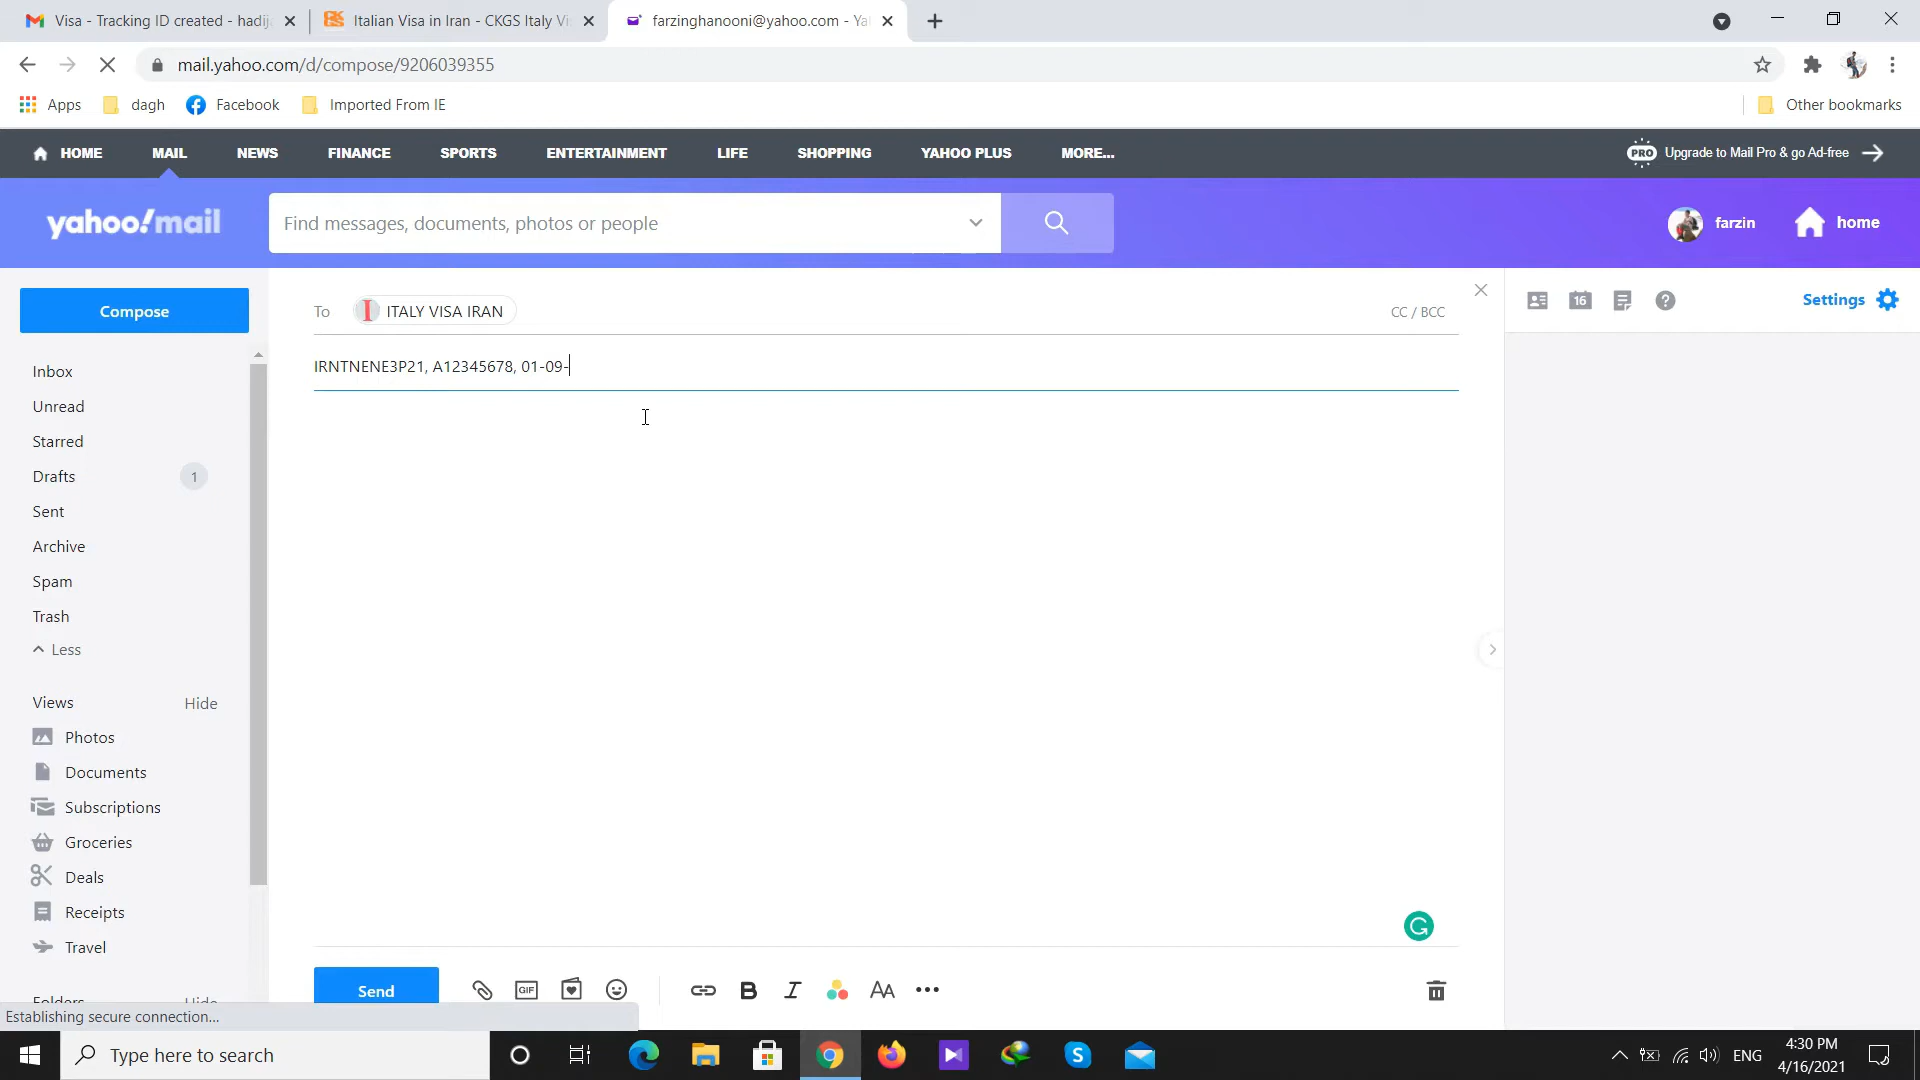 Visa - Tracking ID created - hadij
Italian Visa in Iran - CKGS Italy Vi
farzinghanooni@yahoo.com - Ya
mail.yahoo.com/d/compose/9206039355
Apps
dagh
Facebook
Imported From IE
Other bookmarks
HOME
MAIL
NEWS
FINANCE
SPORTS
ENTERTAINMENT
LIFE
SHOPPING
YAHOO PLUS
MORE...
PRO
Upgrade to Mail Pro & go Ad-free
yahoo!mail
Find messages, documents, photos or people
farzin
home
Compose
To
I
ITALY VISA IRAN
CC / BCC
16
Settings
IRNTNENE3P21, A12345678, 01-09-
Inbox
Unread
Starred
Drafts
1
Sent
Archive
Spam
Trash
Less
Views
Hide
Photos
Documents
Subscriptions
Groceries
Deals
Receipts
Travel
Folders
Hide
Send
GIF
B
I
AA
Establishing secure connection...
Type here to search
ENG
4:30 PM
4/16/2021